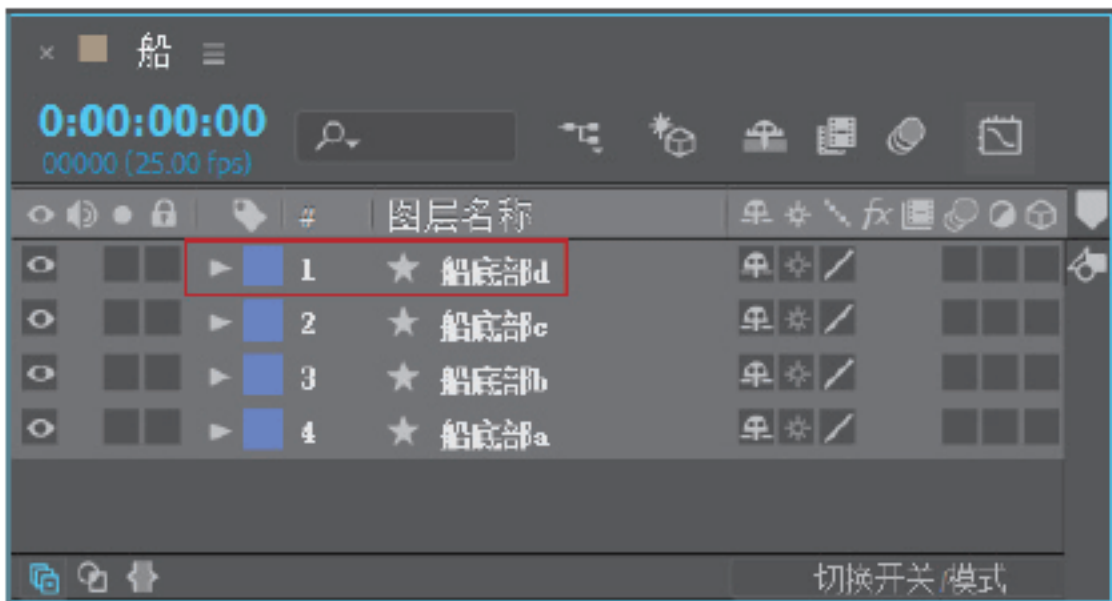 船
0:00:00:00
00000 (25.00 fps)
# 图层名称 fx
1 船底部d
2 船底部c
3 船底部b
4 船底部a
切换开关/模式